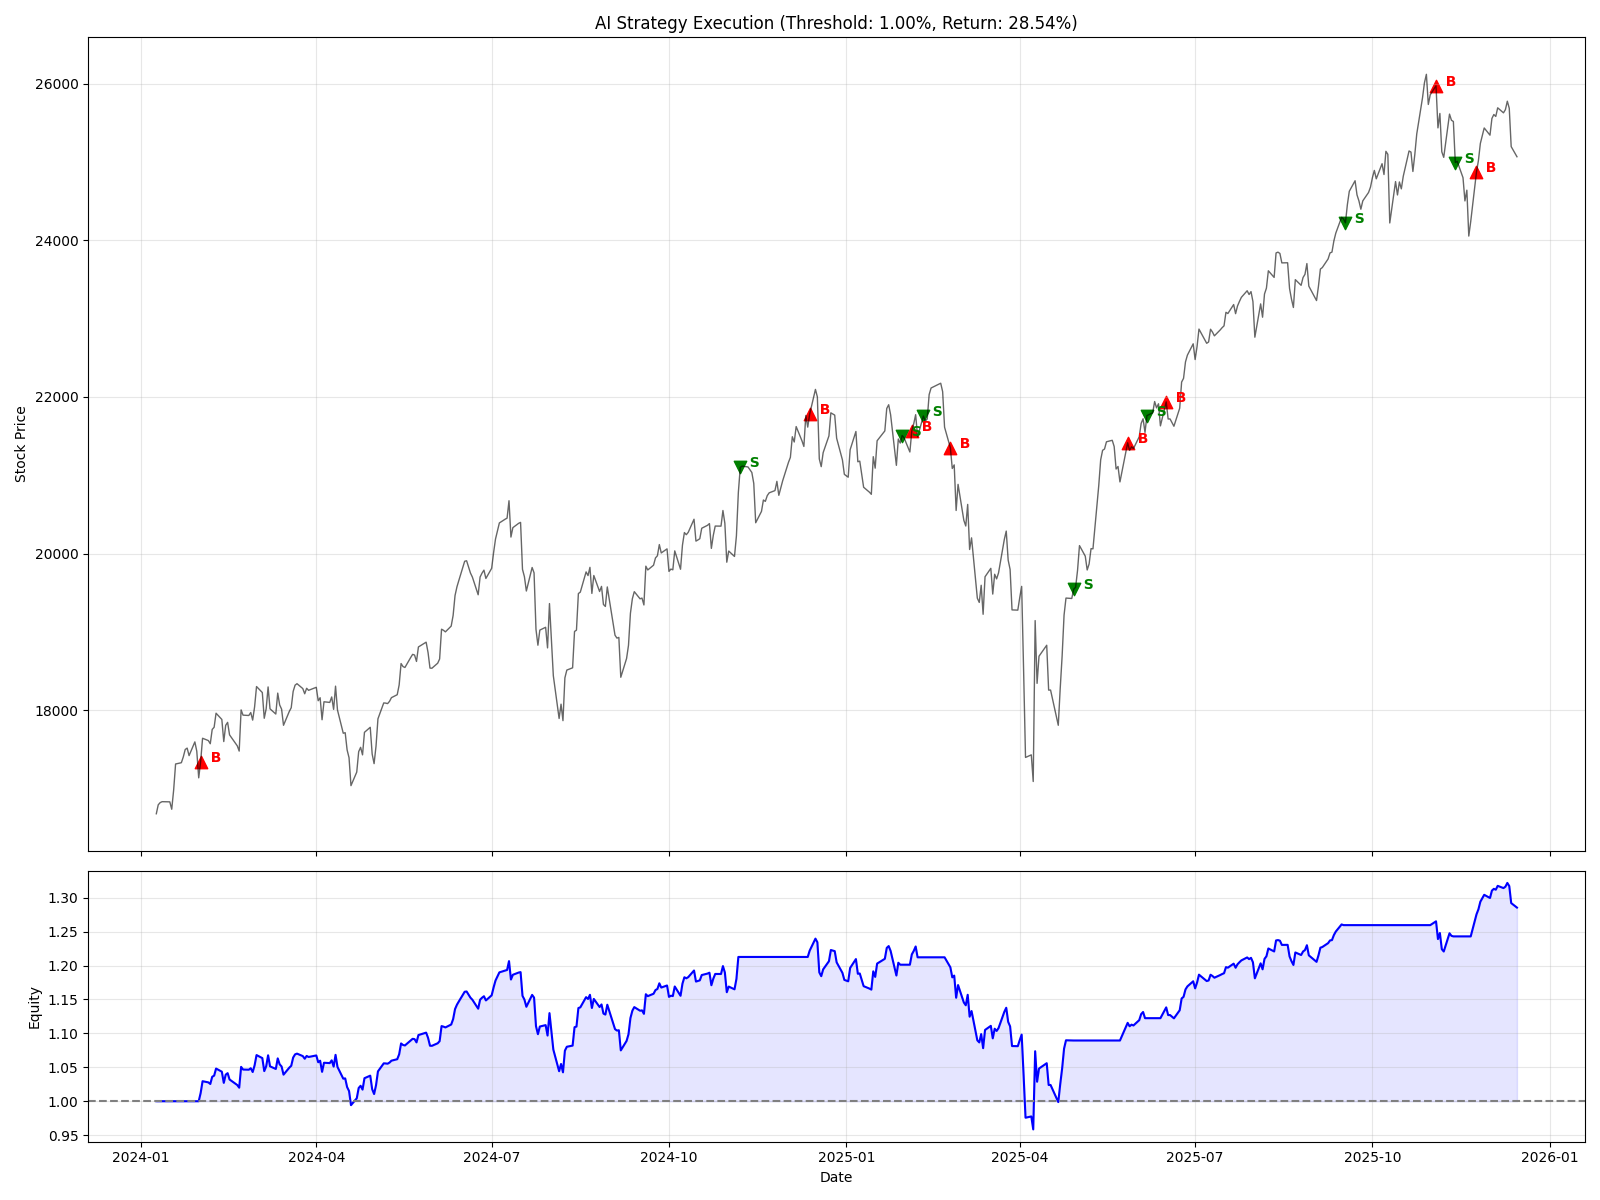 AI Strategy Execution (Threshold: 1.00%, Return: 28.54%)
Stock Price
26000
24000
22000
20000
18000
B
S
B
S
B
S
B
S
B
S
B
S
B
S
B
Equity
1.30
1.25
1.20
1.15
1.10
1.05
1.00
0.95
2024-01
2024-04
2024-07
2024-10
2025-01
2025-04
2025-07
2025-10
2026-01
Date